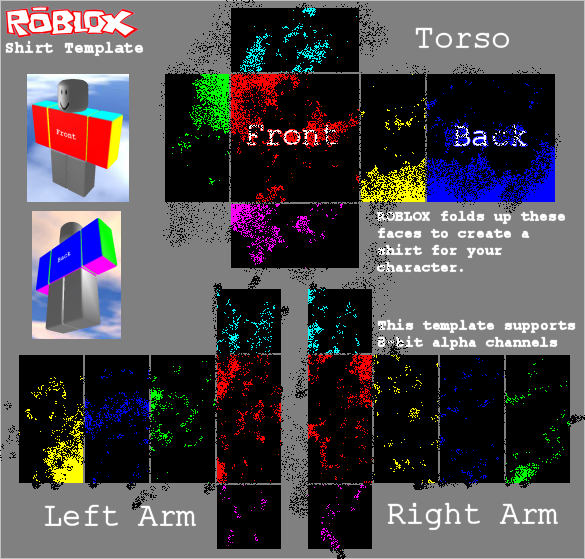 ROBLOX
Shirt Template
Torso
Front
Back
Front
Back
ROBLOX folds up these
faces to create a
shirt for your
character.
This template supports
8-bit alpha channels
Left Arm
Right Arm